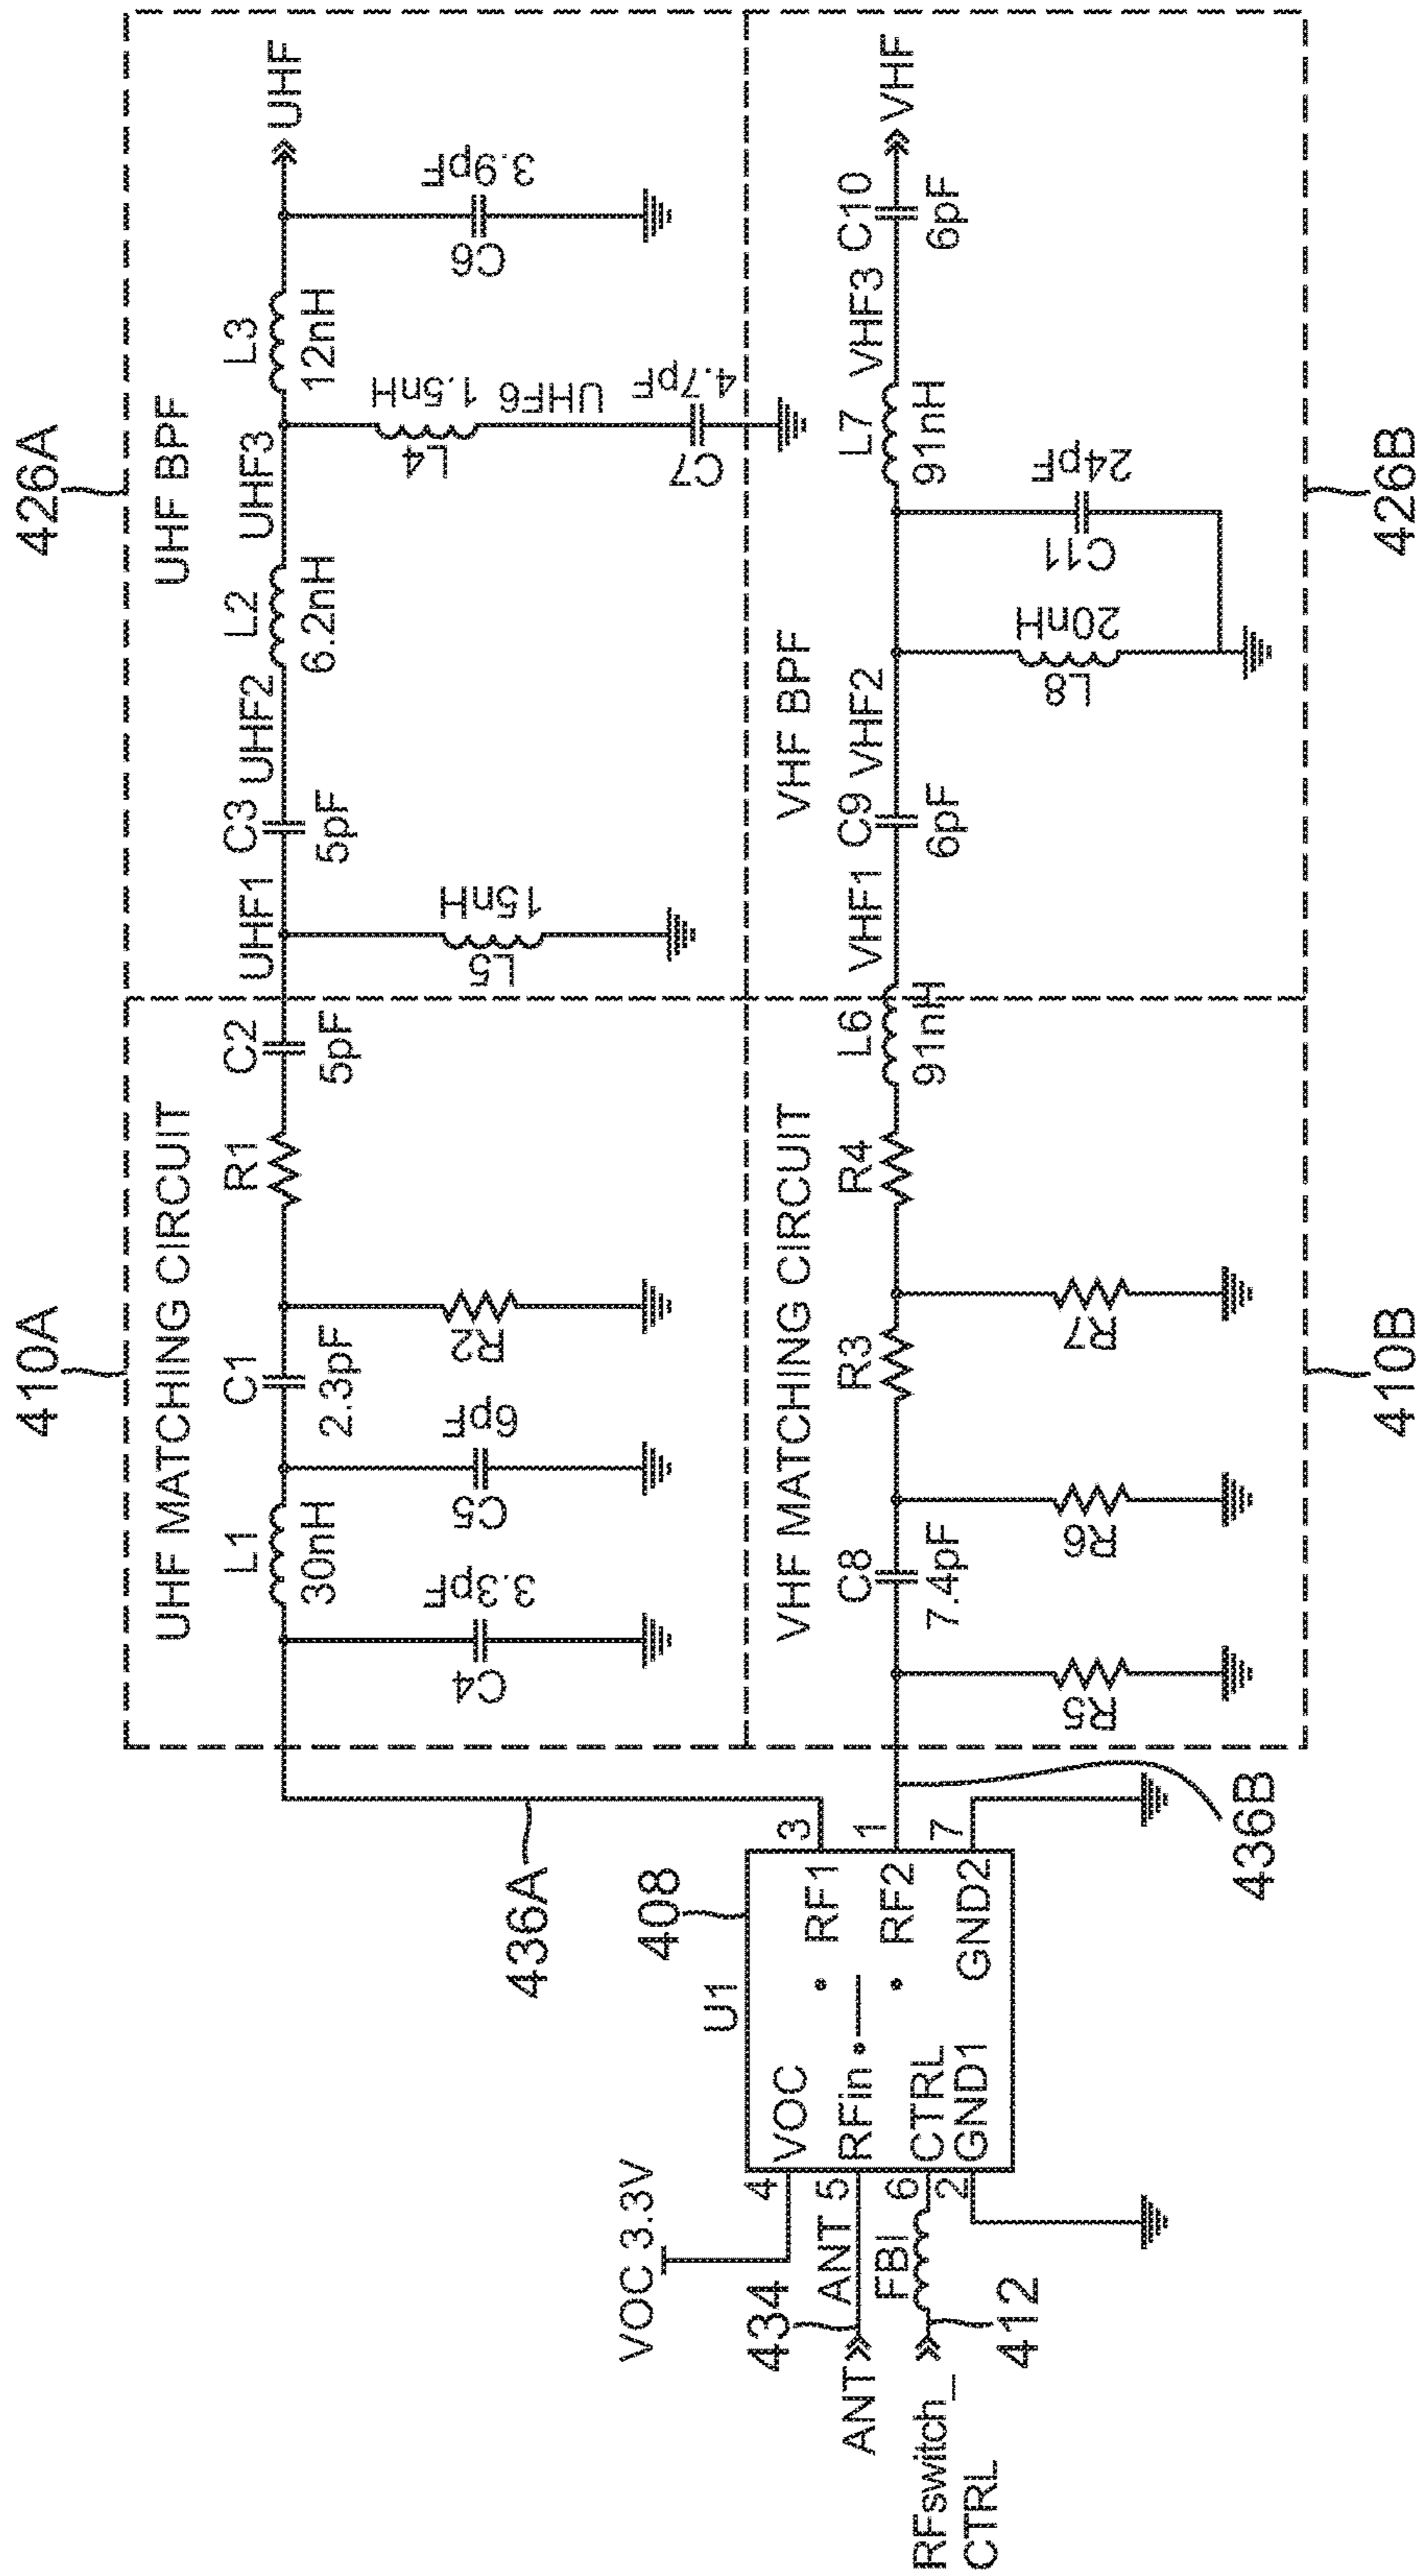 410A
426A
UHF MATCHING CIRCUIT
UHF BPF
L1
30nH
C1
2.3pF
R1
C2
5pF
UHF1
C3
5pF
UHF2
L2
6.2nH
UHF3
L3
12nH
UHF
C4
3.3pF
C5
6pF
R2
L5
15nH
L4
1.5nH
UHF6
C7
4.7pF
C6
3.9pF
436A
408
U1
VOC 3.3V
4
VOC
RF1
3
434
ANT
ANT
5
RFin
RF2
1
FBI
6
CTRL
RFswitch_
CTRL
412
2
GND1
GND2
7
436B
VHF MATCHING CIRCUIT
VHF BPF
C8
7.4pF
R3
R4
L6
91nH
VHF1
C9
6pF
VHF2
L7
91nH
VHF3
C10
6pF
VHF
R5
R6
R7
L8
20nH
C11
24pF
410B
426B